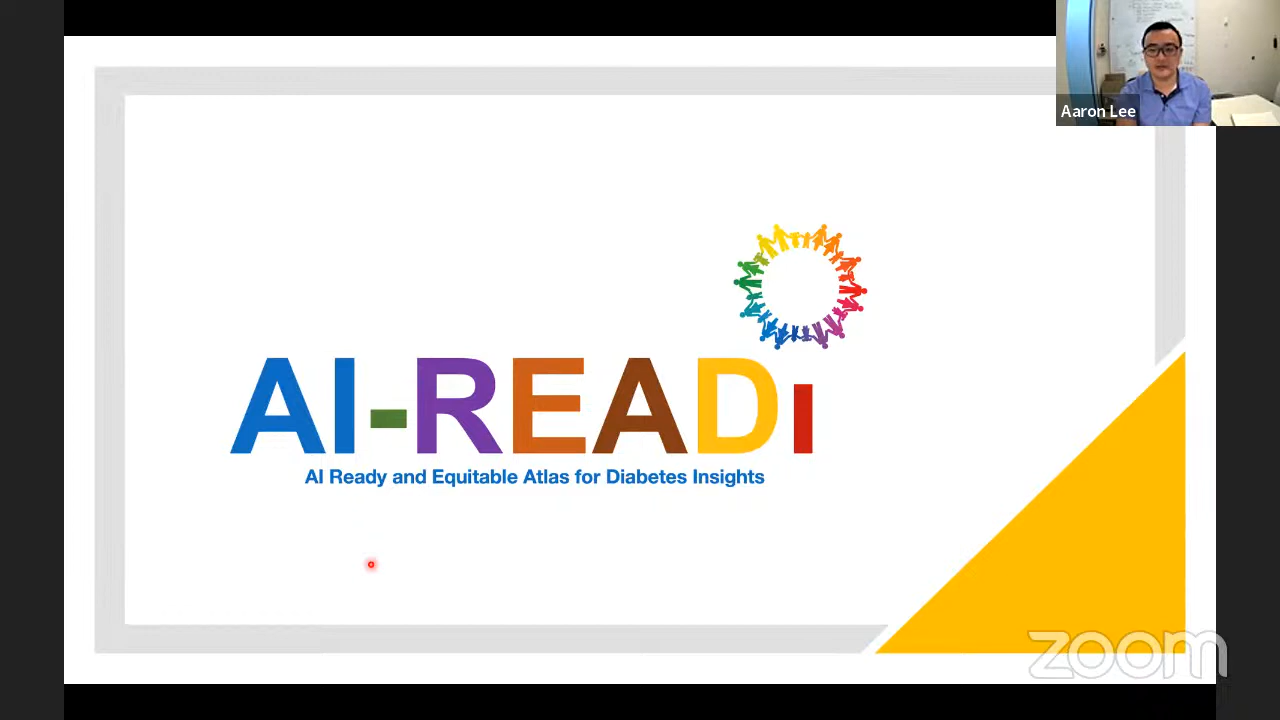 Aaron Lee
AI-READi
AI Ready and Equitable Atlas for Diabetes Insights
zoom